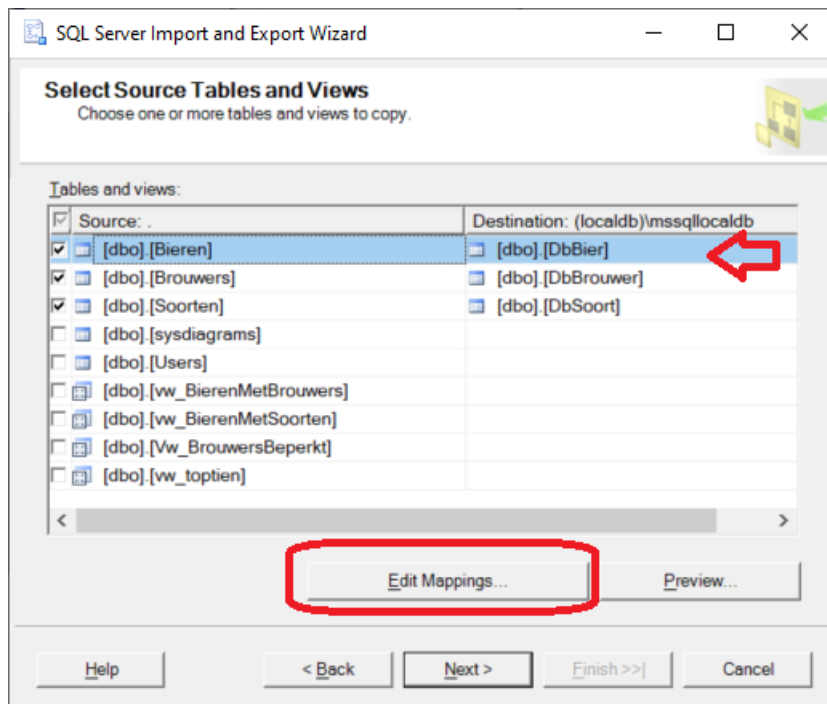 SQL Server Import and Export Wizard
Select Source Tables and Views
Choose one or more tables and views to copy.
Tables and views:
Source: . Destination: (localdb)\mssqllocaldb
[dbo].[Bieren] [dbo].[DbBier]
[dbo].[Brouwers] [dbo].[DbBrouwer]
[dbo].[Soorten] [dbo].[DbSoort]
[dbo].[sysdiagrams]
[dbo].[Users]
[dbo].[vw_BierenMetBrouwers]
[dbo].[vw_BierenMetSoorten]
[dbo].[Vw_BrouwersBeperkt]
[dbo].[vw_toptien]
Edit Mappings... Preview...
Help < Back Next > Finish >>| Cancel